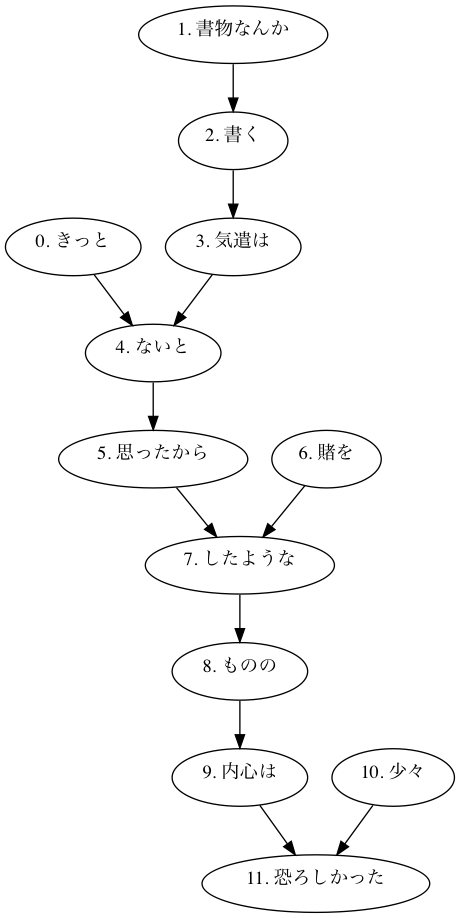 1. 書物なんか
2. 書く
0. きっと
3. 気遣は
4. ないと
5. 思ったから
6. 賭を
7. したような
8. ものの
9. 内心は
10. 少々
11. 恐ろしかった